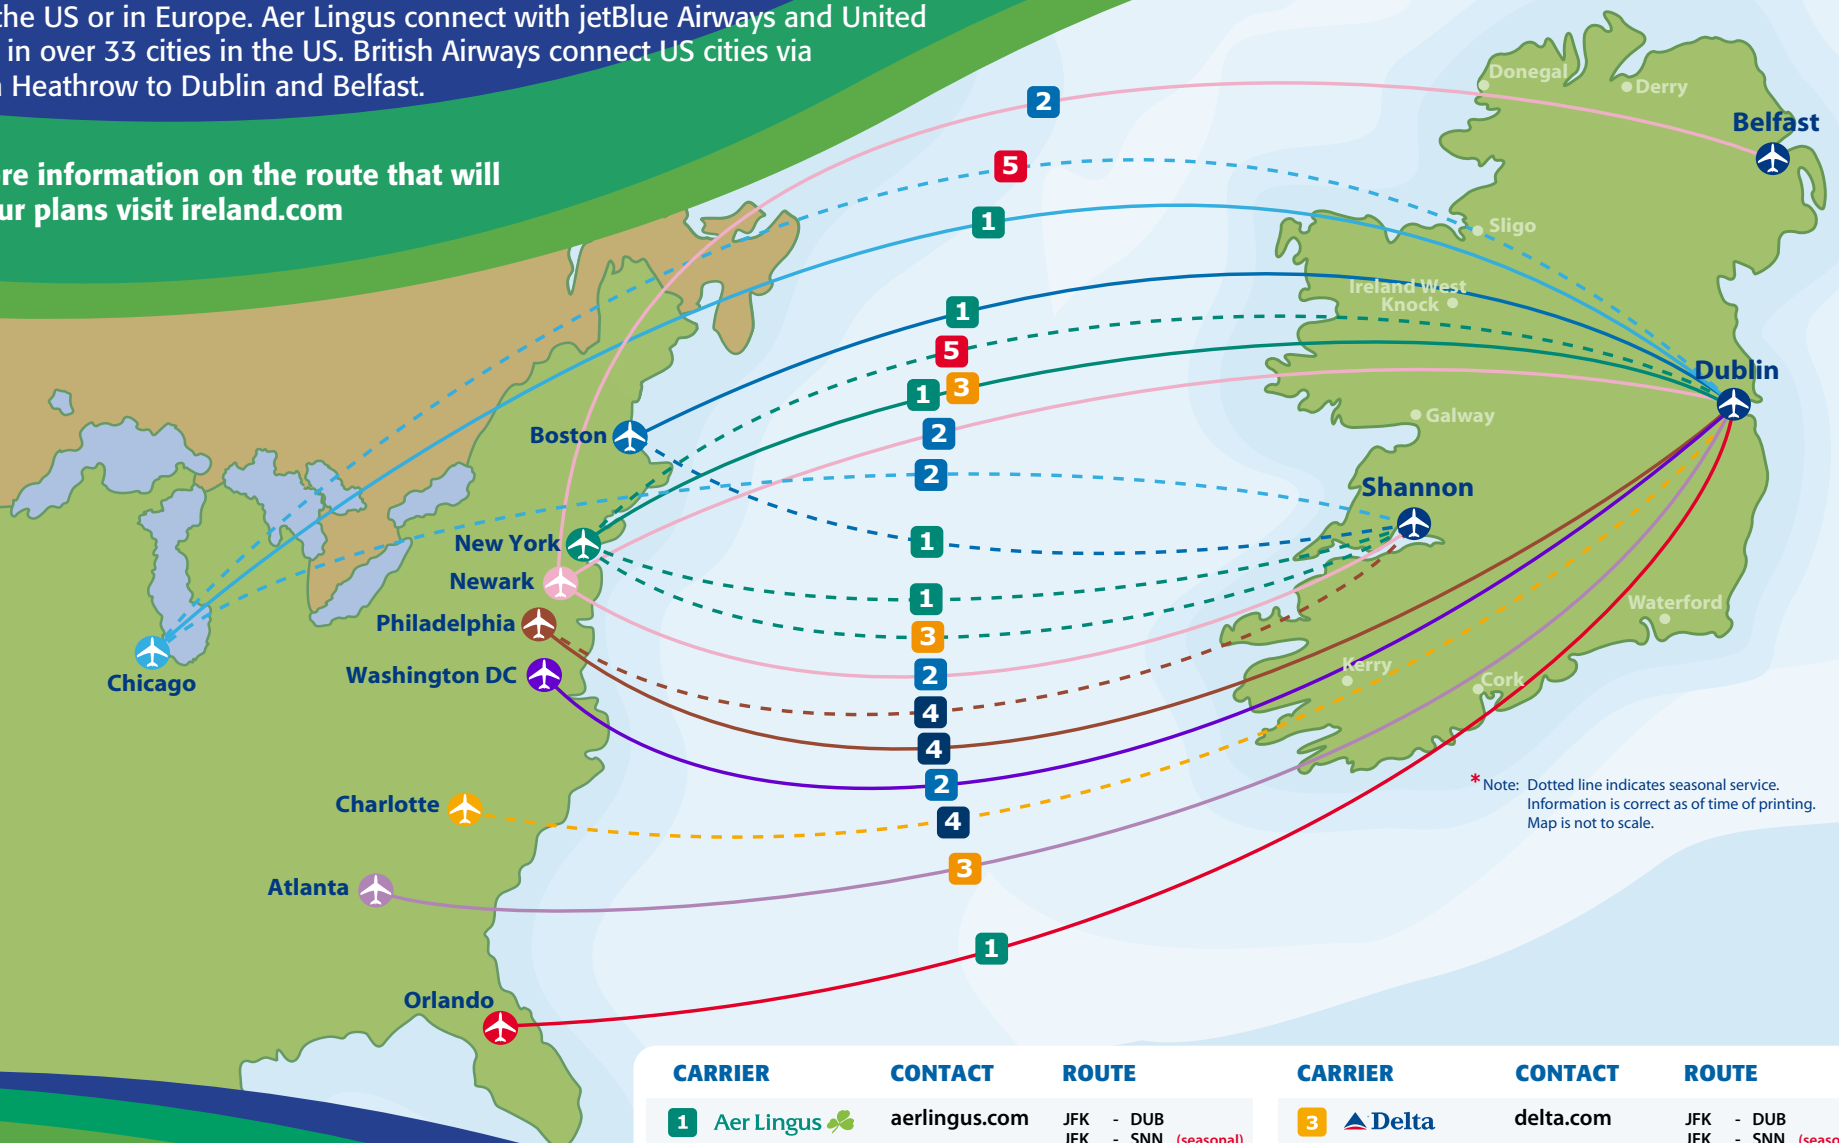 the US or in Europe. Aer Lingus connect with jetBlue Airways and United
in over 33 cities in the US. British Airways connect US cities via
Heathrow to Dublin and Belfast.
re information on the route that will
ur plans visit ireland.com
Donegal
Derry
Belfast
2
5
1
Sligo
Ireland West
Knock
1
5
1
3
Dublin
Galway
Boston
2
2
Shannon
New York
1
Newark
1
Philadelphia
3
Waterford
Washington DC
2
Kerry
Cork
Chicago
4
4
2
Charlotte
4
*Note: Dotted line indicates seasonal service.
Information is correct as of time of printing.
Map is not to scale.
Atlanta
3
1
Orlando
CARRIER CONTACT ROUTE
1 Aer Lingus aerlingus.com JFK - DUB
JFK - SNN (seasonal)
CARRIER CONTACT ROUTE
3 Delta delta.com JFK - DUB
JFK - SNN